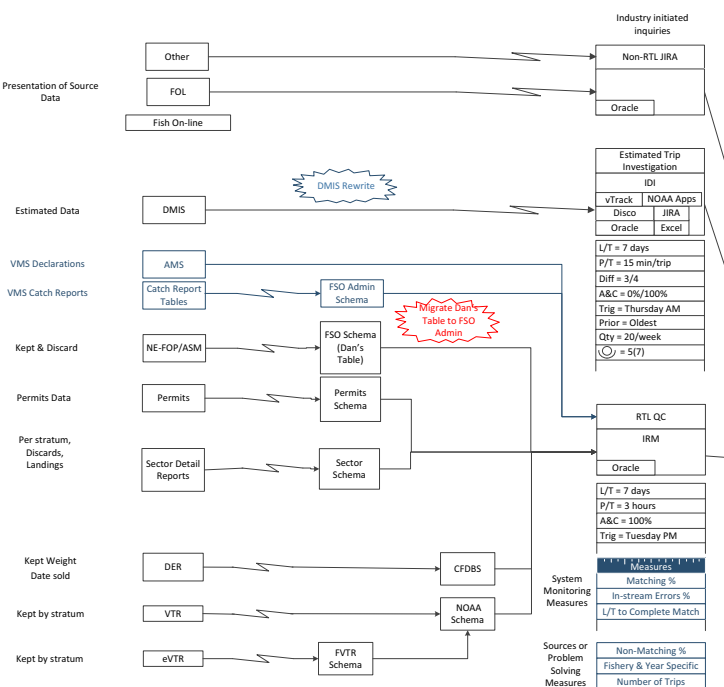 Industry initiated
inquiries
Other
Non-RTL JIRA
Presentation of Source
Data
FOL
Oracle
Fish On-line
Estimated Trip
Investigation
IDI
vTrack
NOAA Apps
Disco
JIRA
Oracle
Excel
DMIS Rewrite
Estimated Data
DMIS
L/T = 7 days
P/T = 15 min/trip
Diff = 3/4
A&C = 0%/100%
Trig = Thursday AM
Prior = Oldest
Qty = 20/week
= 5(7)
VMS Declarations
AMS
VMS Catch Reports
Catch Report
Tables
FSO Admin
Schema
Migrate Dan's
Table to FSO
Admin
Kept & Discard
NE-FOP/ASM
FSO Schema
(Dan's
Table)
Permits Data
Permits
Permits
Schema
RTL QC
IRM
Oracle
Per stratum,
Discards,
Landings
Sector Detail
Reports
Sector
Schema
L/T = 7 days
P/T = 3 hours
A&C = 100%
Trig = Tuesday PM
Kept Weight
Date sold
DER
CFDBS
System
Monitoring
Measures
Measures
Matching %
In-stream Errors %
L/T to Complete Match
Kept by stratum
VTR
NOAA
Schema
Kept by stratum
eVTR
FVTR
Schema
Sources or
Problem
Solving
Measures
Non-Matching %
Fishery & Year Specific
Number of Trips